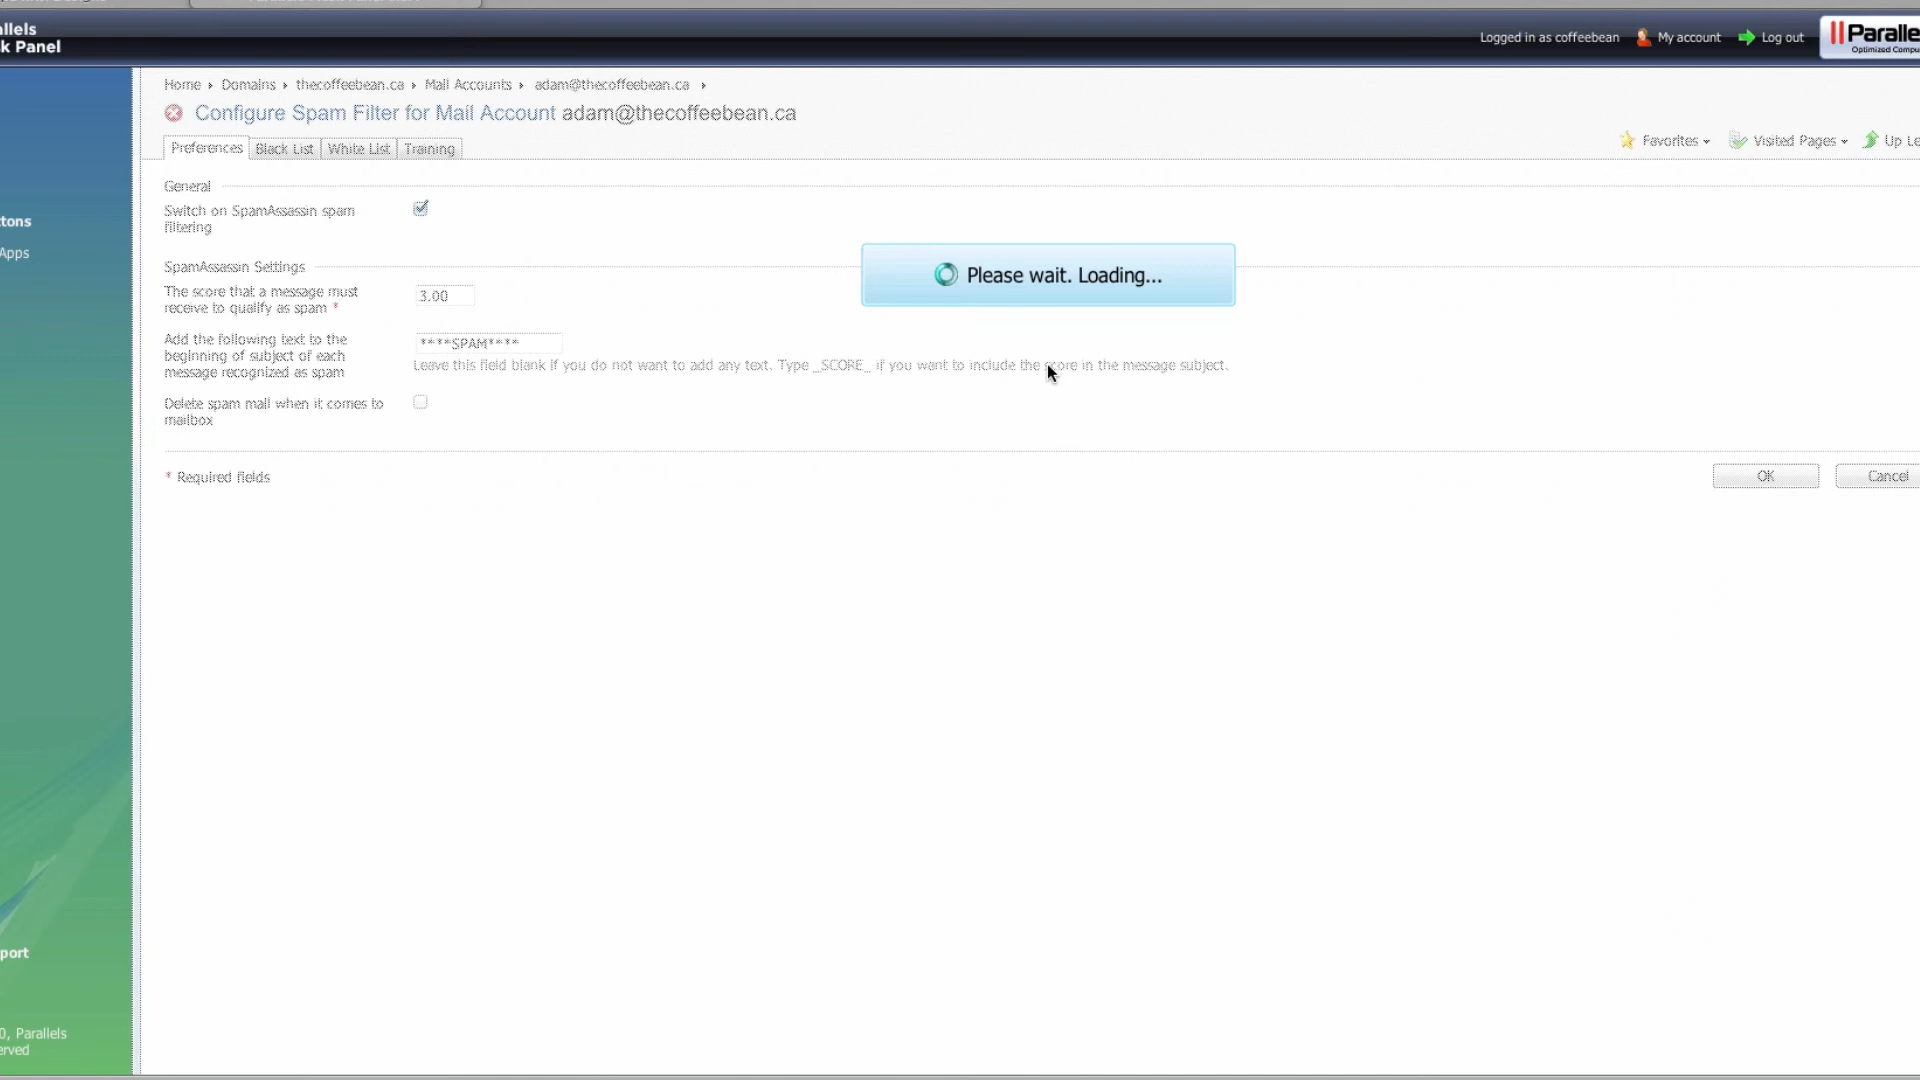 allels
k Panel
Logged in as coffeebean My account Log out
Paralle
Optimized Compu
Home Domains thecoffeebean.ca Mail Accounts adam@thecoffeebean.ca
Configure Spam Filter for Mail Account adam@thecoffeebean.ca
Favorites Visited Pages Up Le
Preferences Black List White List Training
General
Switch on SpamAssassin spam
filtering
tons
Apps
SpamAssassin Settings
Please wait. Loading...
The score that a message must
receive to qualify as spam *
3.00
Add the following text to the
beginning of subject of each
message recognized as spam
****SPAM****
Leave this field blank if you do not want to add any text. Type _SCORE_ if you want to include the score in the message subject.
Delete spam mail when it comes to
mailbox
* Required fields
OK Cancel
port
0, Parallels
erved